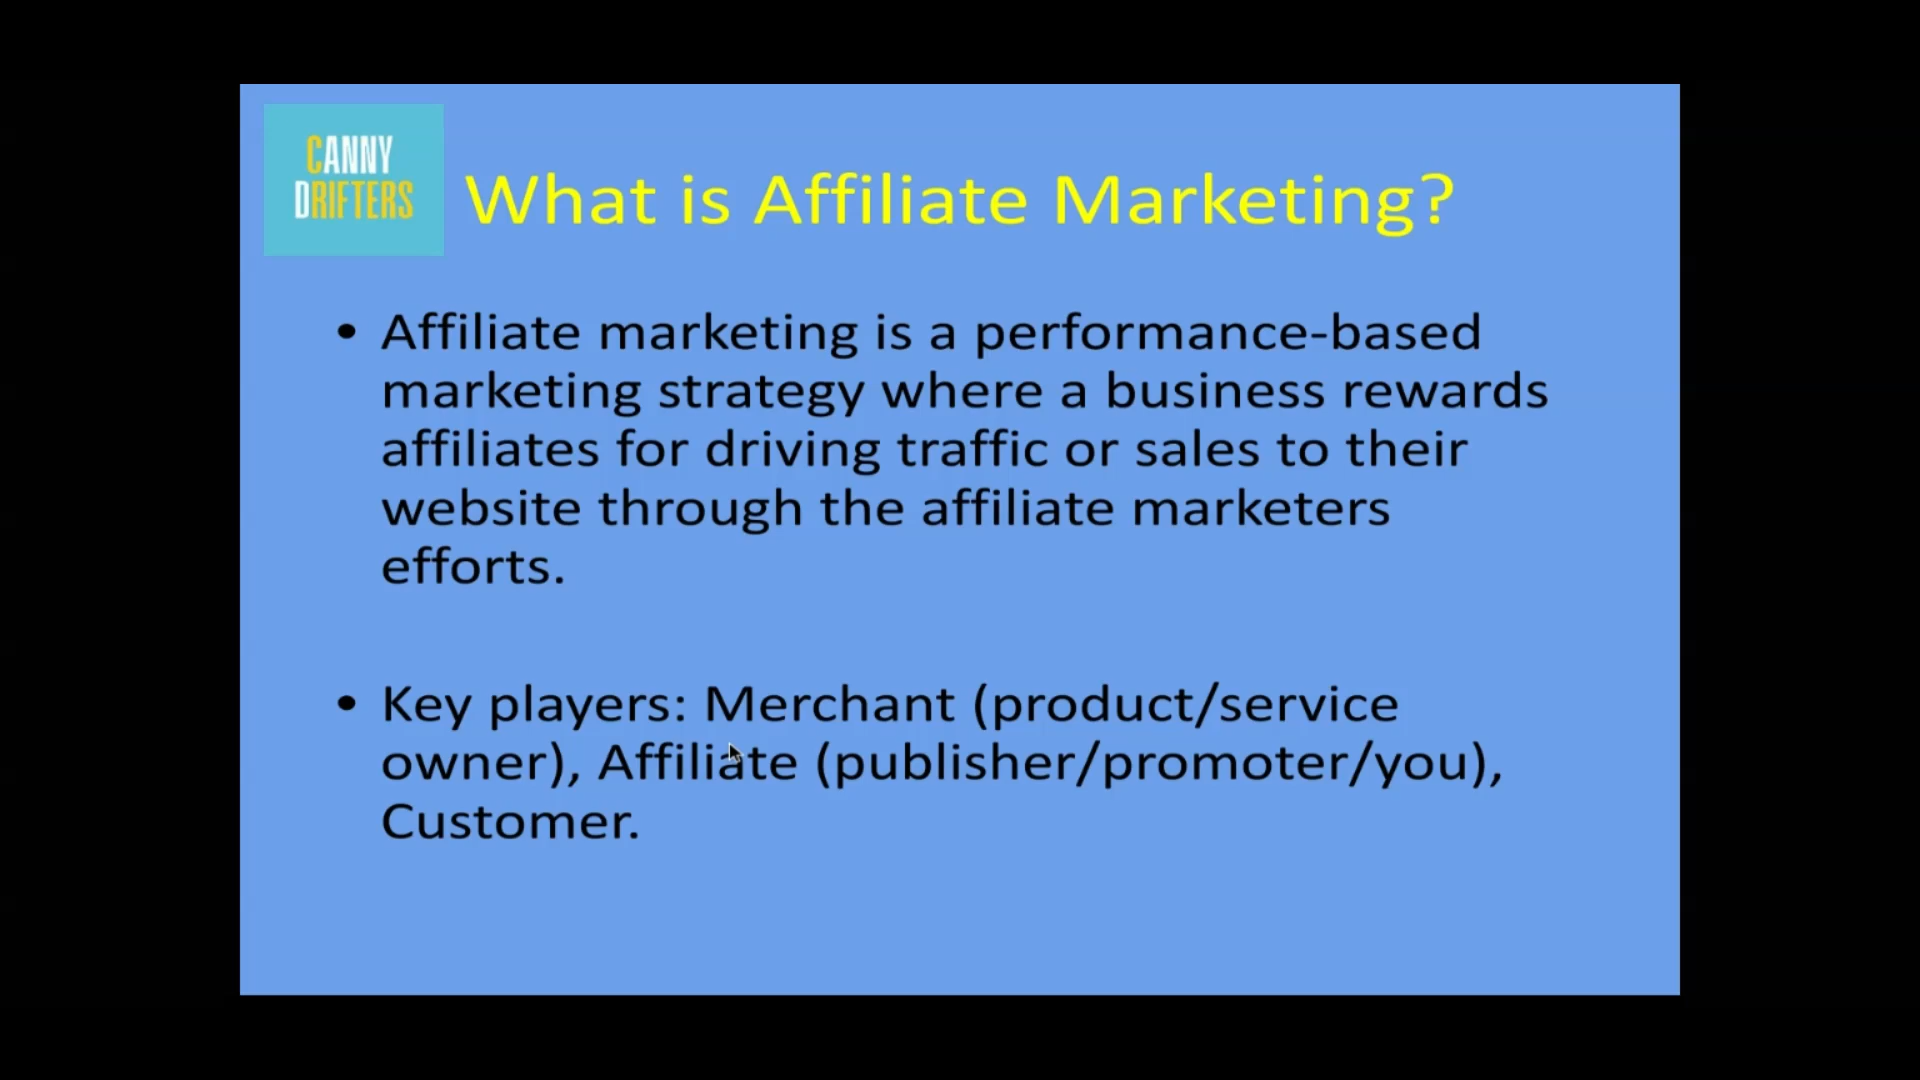 CANNY
DRIFTERS
What is Affiliate Marketing?
• Affiliate marketing is a performance-based
marketing strategy where a business rewards
affiliates for driving traffic or sales to their
website through the affiliate marketers
efforts.
• Key players: Merchant (product/service
owner), Affiliate (publisher/promoter/you),
Customer.